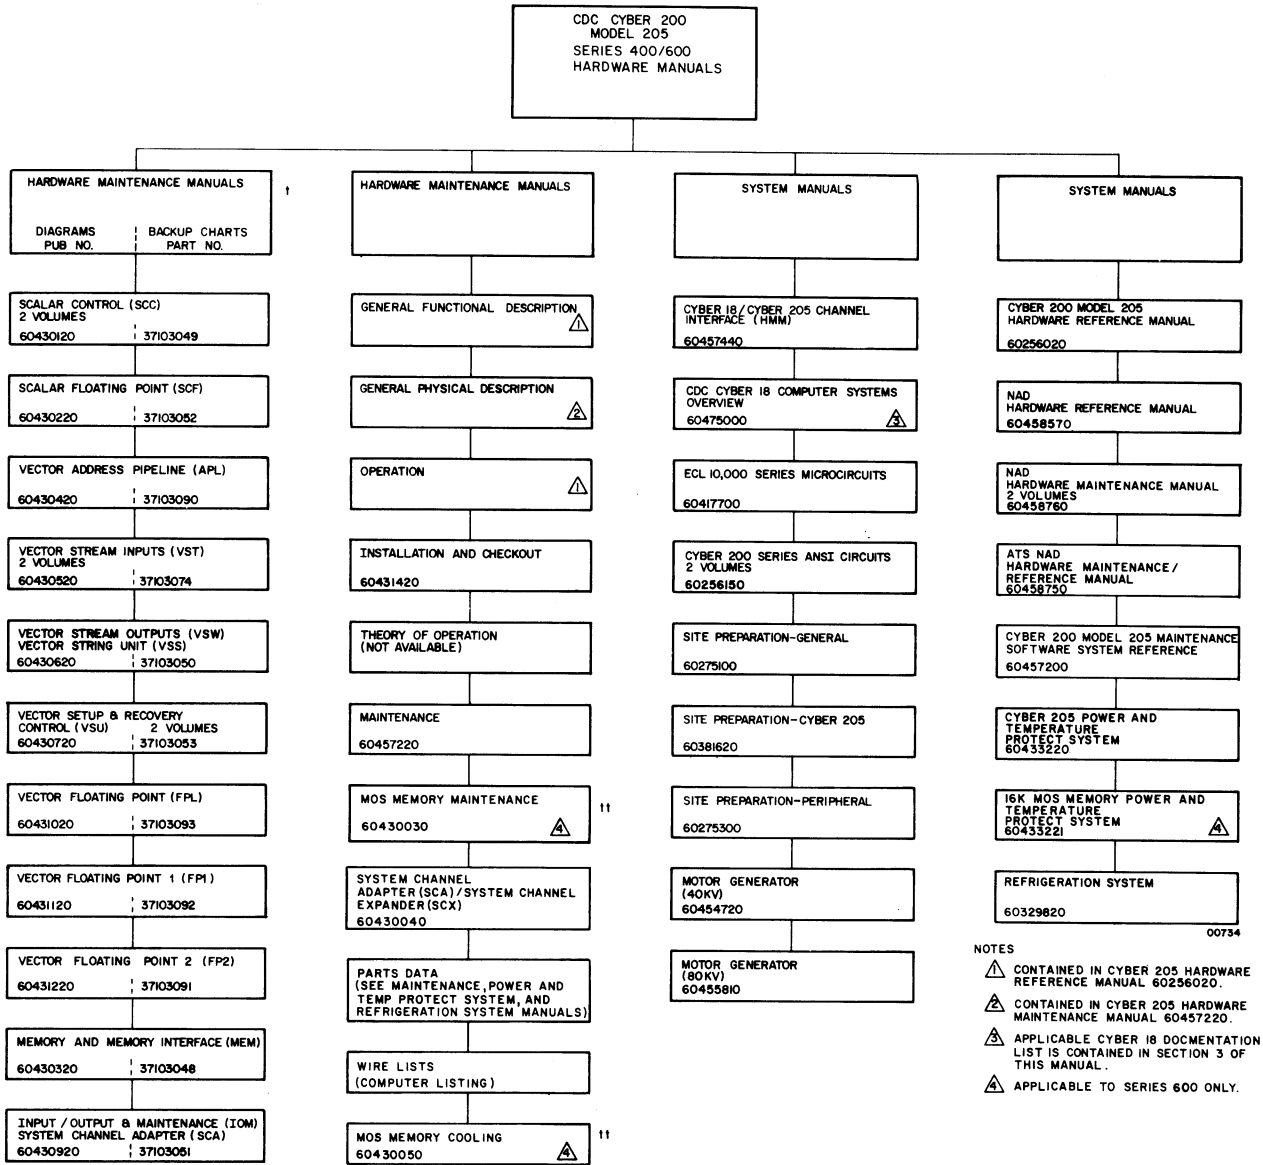 CDC CYBER 200
MODEL 205
SERIES 400/600
HARDWARE MANUALS
HARDWARE MAINTENANCE MANUALS
†
DIAGRAMS BACKUP CHARTS
PUB NO. PART NO.
SCALAR CONTROL (SCC)
2 VOLUMES
60430120 37103049
SCALAR FLOATING POINT (SCF)
60430220 37103052
VECTOR ADDRESS PIPELINE (APL)
60430420 37103090
VECTOR STREAM INPUTS (VST)
2 VOLUMES
60430520 37103074
VECTOR STREAM OUTPUTS (VSW)
VECTOR STRING UNIT (VSS)
60430620 37103050
VECTOR SETUP & RECOVERY
CONTROL (VSU) 2 VOLUMES
60430720 37103053
VECTOR FLOATING POINT (FPL)
60431020 37103093
VECTOR FLOATING POINT 1 (FP1)
60431120 37103092
VECTOR FLOATING POINT 2 (FP2)
60431220 37103091
MEMORY AND MEMORY INTERFACE (MEM)
60430320 37103048
INPUT / OUTPUT & MAINTENANCE (IOM)
SYSTEM CHANNEL ADAPTER (SCA)
60430920 37103051
HARDWARE MAINTENANCE MANUALS
GENERAL FUNCTIONAL DESCRIPTION
1
GENERAL PHYSICAL DESCRIPTION
2
OPERATION
1
INSTALLATION AND CHECKOUT
60431420
THEORY OF OPERATION
(NOT AVAILABLE)
MAINTENANCE
60457220
MOS MEMORY MAINTENANCE ††
60430030 4
SYSTEM CHANNEL
ADAPTER (SCA)/SYSTEM CHANNEL
EXPANDER (SCX)
60430040
PARTS DATA
(SEE MAINTENANCE, POWER AND
TEMP PROTECT SYSTEM, AND
REFRIGERATION SYSTEM MANUALS)
WIRE LISTS
(COMPUTER LISTING)
MOS MEMORY COOLING ††
60430050 4
SYSTEM MANUALS
CYBER 18/CYBER 205 CHANNEL
INTERFACE (HMM)
60457440
CDC CYBER 18 COMPUTER SYSTEMS
OVERVIEW
60475000 3
ECL 10,000 SERIES MICROCIRCUITS
60417700
CYBER 200 SERIES ANSI CIRCUITS
2 VOLUMES
60256150
SITE PREPARATION-GENERAL
60275100
SITE PREPARATION-CYBER 205
60381620
SITE PREPARATION-PERIPHERAL
60275300
MOTOR GENERATOR
(40KV)
60454720
MOTOR GENERATOR
(80KV)
60455810
SYSTEM MANUALS
CYBER 200 MODEL 205
HARDWARE REFERENCE MANUAL
60256020
NAD
HARDWARE REFERENCE MANUAL
60458570
NAD
HARDWARE MAINTENANCE MANUAL
2 VOLUMES
60458760
ATS NAD
HARDWARE MAINTENANCE/
REFERENCE MANUAL
60458750
CYBER 200 MODEL 205 MAINTENANCE
SOFTWARE SYSTEM REFERENCE
60457200
CYBER 205 POWER AND
TEMPERATURE
PROTECT SYSTEM
60433220
16K MOS MEMORY POWER AND
TEMPERATURE
PROTECT SYSTEM
60433221 4
REFRIGERATION SYSTEM
60329820
00734
NOTES
1 CONTAINED IN CYBER 205 HARDWARE
REFERENCE MANUAL 60256020.
2 CONTAINED IN CYBER 205 HARDWARE
MAINTENANCE MANUAL 60457220.
3 APPLICABLE CYBER 18 DOCMENTATION
LIST IS CONTAINED IN SECTION 3 OF
THIS MANUAL.
4 APPLICABLE TO SERIES 600 ONLY.